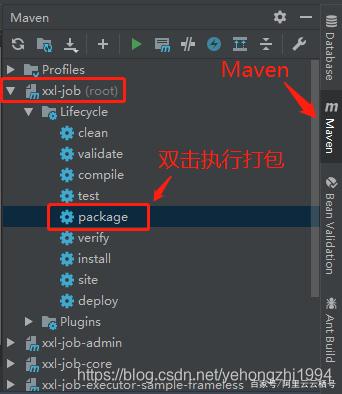 Maven
Profiles
Maven
xxl-job (root)
Lifecycle
clean
validate
双击执行打包
compile
test
package
verify
install
site
deploy
Plugins
xxl-job-admin
xxl-job-core
xxl-job-executor-sample-frameless
https://blog.csdn.net/yehongzhi1994
百家号/阿里云云栖号
Database
Maven
Bean Validation
Ant Build